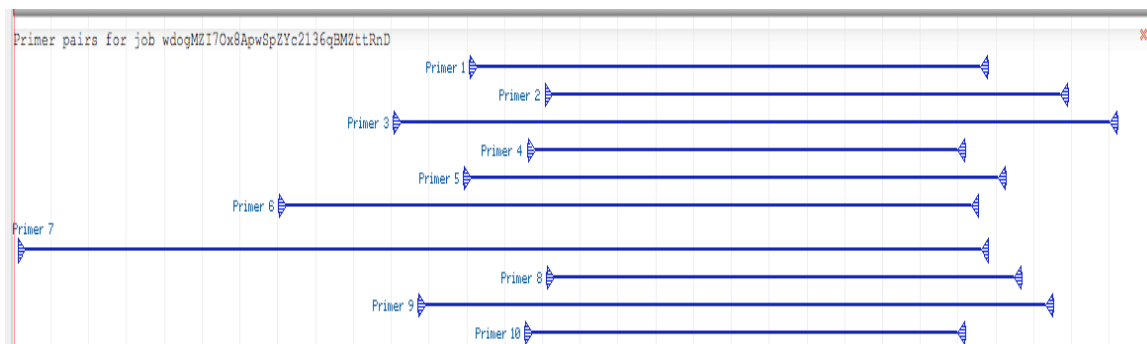 Primer pairs for job wdogMZI7Ox8ApwSpZYc2136qBMZttRnD
Primer 1
Primer 2
Primer 3
Primer 4
Primer 5
Primer 6
Primer 7
Primer 8
Primer 9
Primer 10